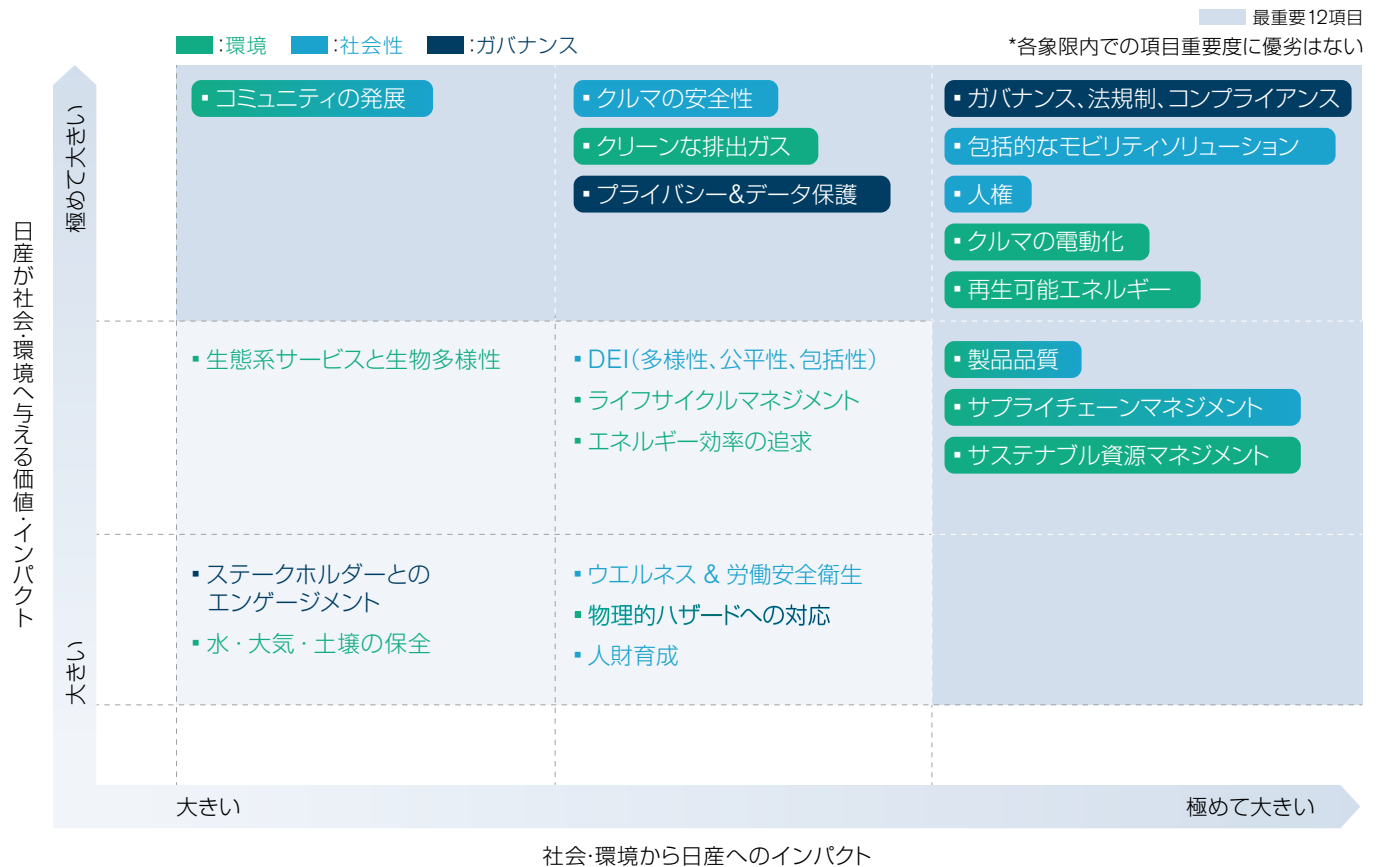 最重要12項目
:環境 :社会性 :ガバナンス
*各象限内での項目重要度に優劣はない
日産が社会・環境へ与える価値・インパクト
極めて大きい
大きい
▪コミュニティの発展
▪クルマの安全性
▪クリーンな排出ガス
▪プライバシー&データ保護
▪ガバナンス、法規制、コンプライアンス
▪包括的なモビリティソリューション
▪人権
▪クルマの電動化
▪再生可能エネルギー
▪生態系サービスと生物多様性
▪DEI(多様性、公平性、包括性)
▪ライフサイクルマネジメント
▪エネルギー効率の追求
▪製品品質
▪サプライチェーンマネジメント
▪サステナブル資源マネジメント
▪ステークホルダーとの
エンゲージメント
▪水・大気・土壌の保全
▪ウエルネス & 労働安全衛生
▪物理的ハザードへの対応
▪人財育成
大きい
極めて大きい
社会・環境から日産へのインパクト